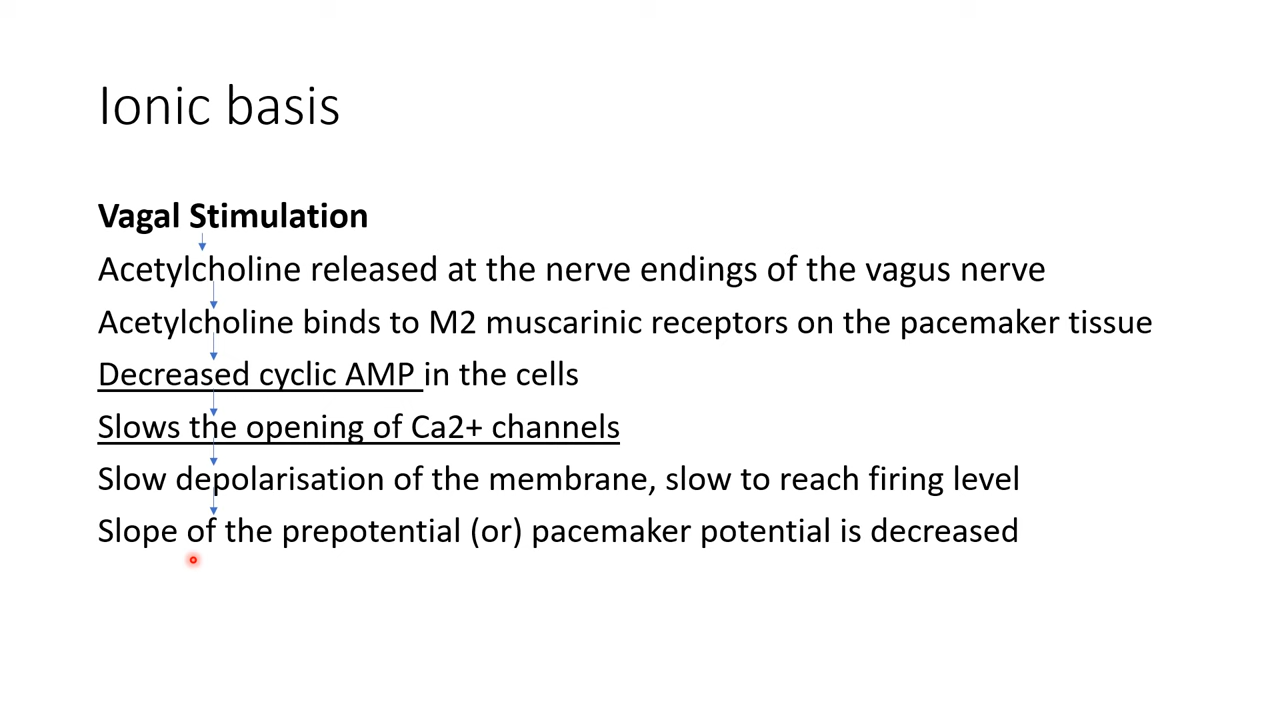 Ionic basis
Vagal Stimulation
Acetylcholine released at the nerve endings of the vagus nerve
Acetylcholine binds to M2 muscarinic receptors on the pacemaker tissue
Decreased cyclic AMP in the cells
Slows the opening of Ca2+ channels
Slow depolarisation of the membrane, slow to reach firing level
Slope of the prepotential (or) pacemaker potential is decreased